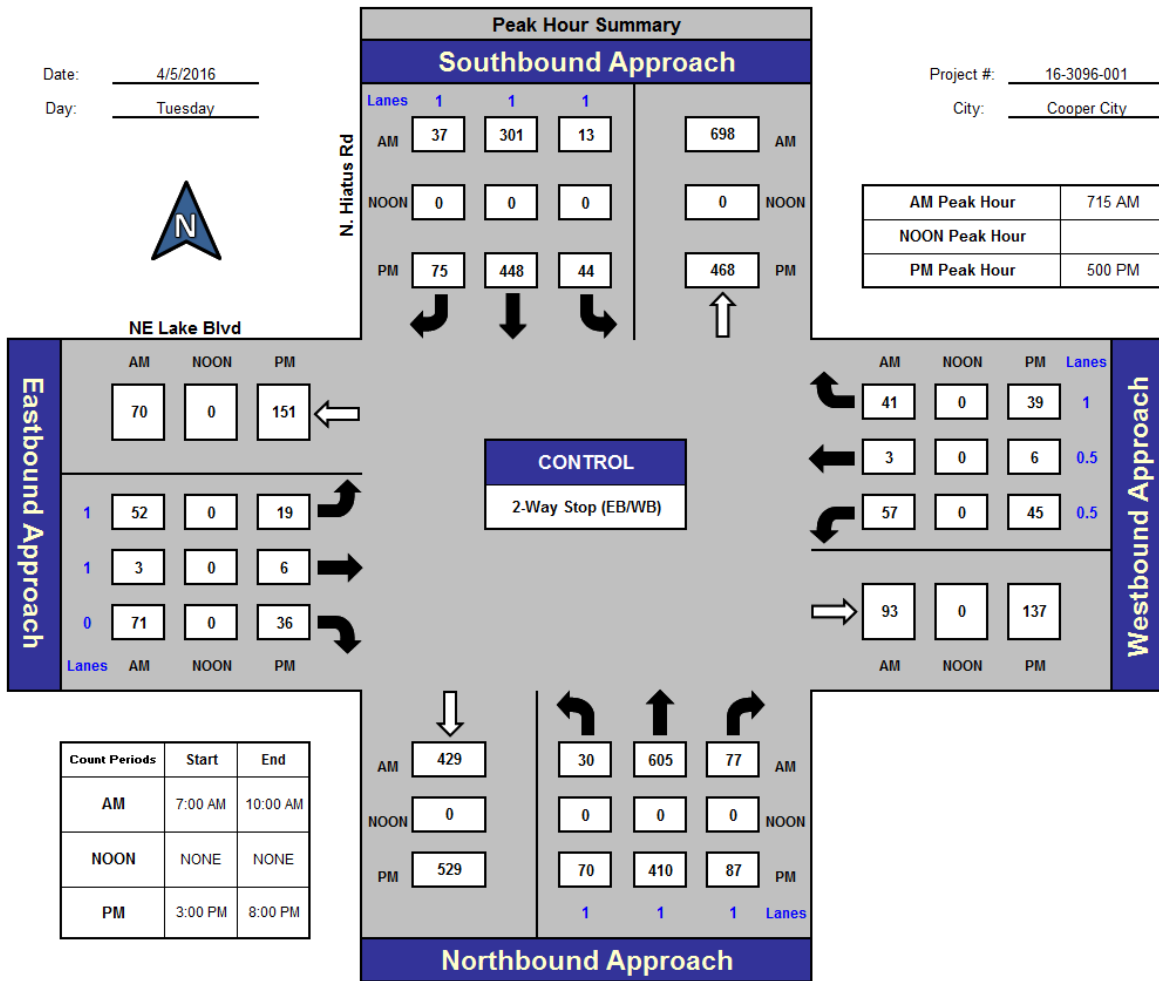 Peak Hour Summary
Southbound Approach
Date: 4/5/2016
Day: Tuesday
Project #: 16-3096-001
City: Cooper City
N
N. Hiatus Rd
Lanes 1 1 1
AM 37 301 13 698 AM
NOON 0 0 0 0 NOON
PM 75 448 44 468 PM
AM Peak Hour 715 AM
NOON Peak Hour
PM Peak Hour 500 PM
NE Lake Blvd
Eastbound Approach
AM NOON PM
70 0 151
1 52 0 19
1 3 0 6
0 71 0 36
Lanes AM NOON PM
CONTROL
2-Way Stop (EB/WB)
AM NOON PM Lanes
41 0 39 1
3 0 6 0.5
57 0 45 0.5
93 0 137
AM NOON PM
Westbound Approach
Count Periods Start End
AM 7:00 AM 10:00 AM
NOON NONE NONE
PM 3:00 PM 8:00 PM
AM 429 30 605 77 AM
NOON 0 0 0 0 NOON
PM 529 70 410 87 PM
1 1 1 Lanes
Northbound Approach